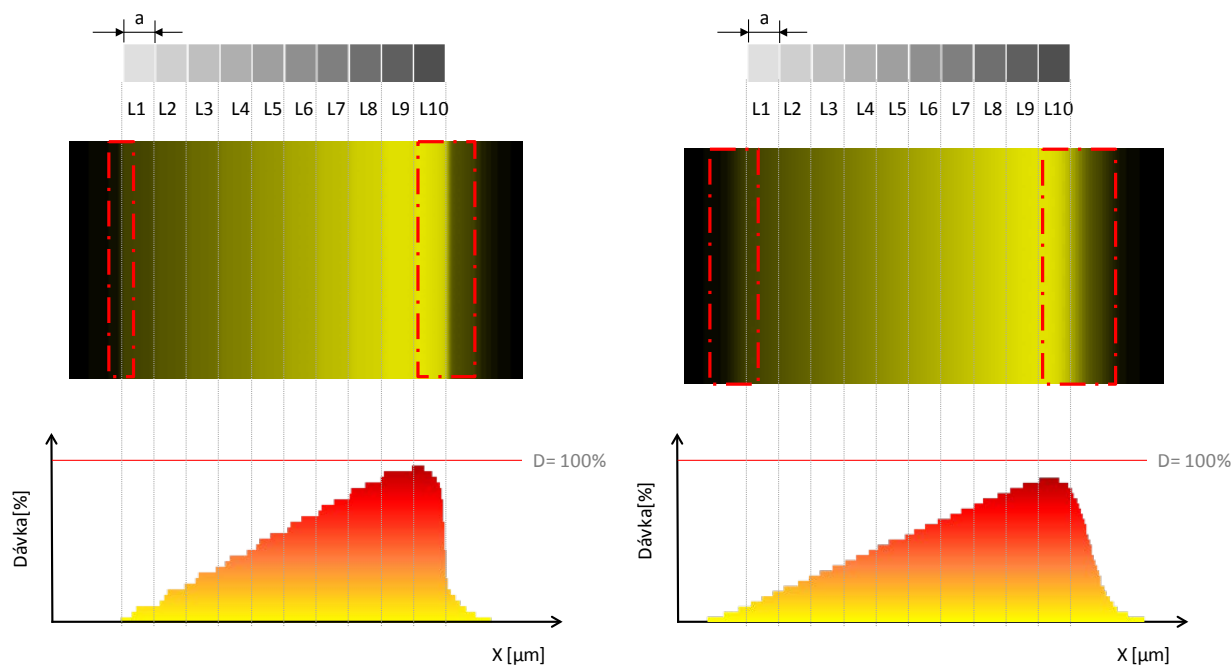 a
L1 L2 L3 L4 L5 L6 L7 L8 L9 L10
D= 100%
Dávka[%]
X [µm]
a
L1 L2 L3 L4 L5 L6 L7 L8 L9 L10
D= 100%
Dávka[%]
X [µm]